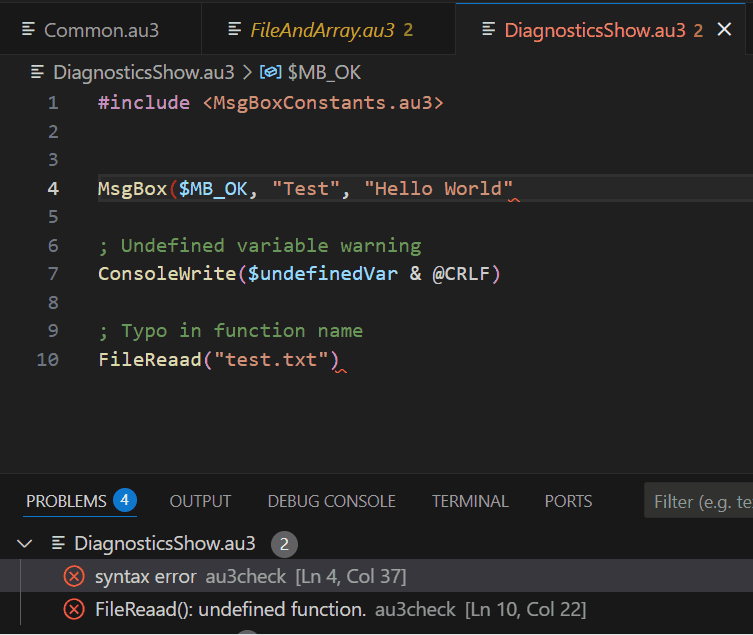 Common.au3 FileAndArray.au3 2 DiagnosticsShow.au3 2
DiagnosticsShow.au3 > $MB_OK
1 #include <MsgBoxConstants.au3>
2
3
4 MsgBox($MB_OK, "Test", "Hello World"
5
6 ; Undefined variable warning
7 ConsoleWrite($undefinedVar & @CRLF)
8
9 ; Typo in function name
10 FileReaad("test.txt")
PROBLEMS 4 OUTPUT DEBUG CONSOLE TERMINAL PORTS Filter (e.g. te
DiagnosticsShow.au3 2
syntax error au3check [Ln 4, Col 37]
FileReaad(): undefined function. au3check [Ln 10, Col 22]